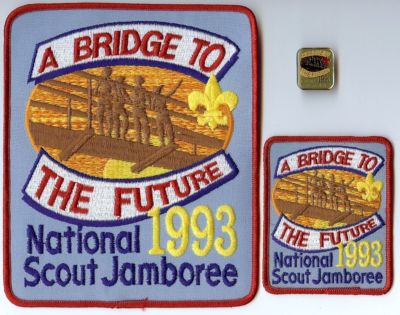 A BRIDGE TO
THE FUTURE
National 1993
Scout Jamboree
A BRIDGE TO
THE FUTURE
National 1993
Scout Jamboree